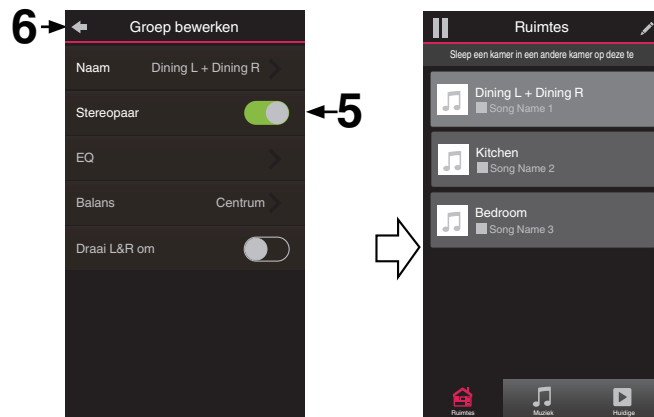 6
Groep bewerken
Naam Dining L + Dining R
Stereopaar
5
EQ
Balans Centrum
Draai L&R om
Ruimtes
Sleep een kamer in een andere kamer op deze te
Dining L + Dining R
Song Name 1
Kitchen
Song Name 2
Bedroom
Song Name 3
Ruimtes Muziek Huidige